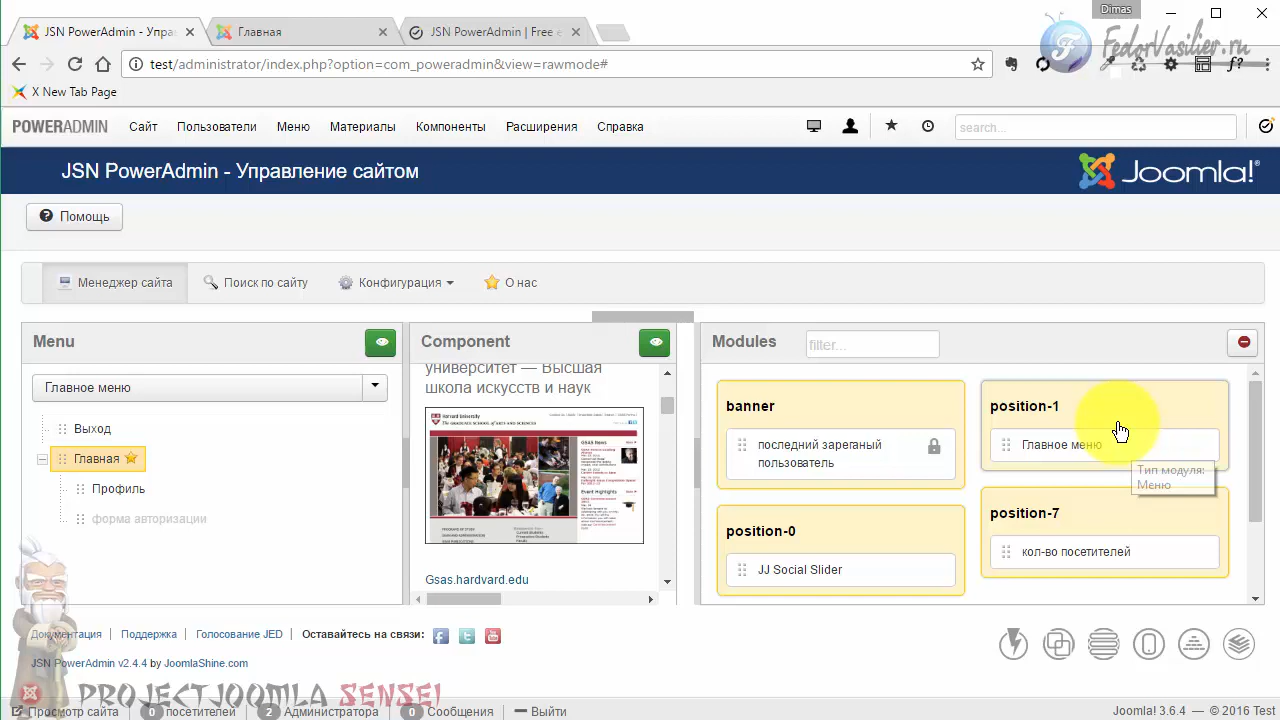 Dimas
JSN PowerAdmin - Упра
Главная
JSN PowerAdmin | Free e
FedorVasilier.ru
test/administrator/index.php?option=com_poweradmin&view=rawmode#
X New Tab Page
POWERADMIN
Сайт
Пользователи
Меню
Материалы
Компоненты
Расширения
Справка
search...
JSN PowerAdmin - Управление сайтом
Joomla!®
Помощь
Менеджер сайта
Поиск по сайту
Конфигурация
О нас
Menu
Component
Modules
filter...
Главное меню
Выход
Главная
Профиль
форма авторизации
университет — Высшая
школа искусств и наук
Gsas.hardvard.edu
banner
последний зареганый
пользователь
position-0
JJ Social Slider
position-1
Главное меню
Тип модуля:
Меню
position-7
кол-во посетителей
Документация
Поддержка
Голосование JED
Оставайтесь на связи:
JSN PowerAdmin v2.4.4 by JoomlaShine.com
PROJECTJOOMLA SENSEI
Просмотр сайта
0 посетителей
2 Администратора
0 Сообщения
Выйти
Joomla! 3.6.4 — © 2016 Test